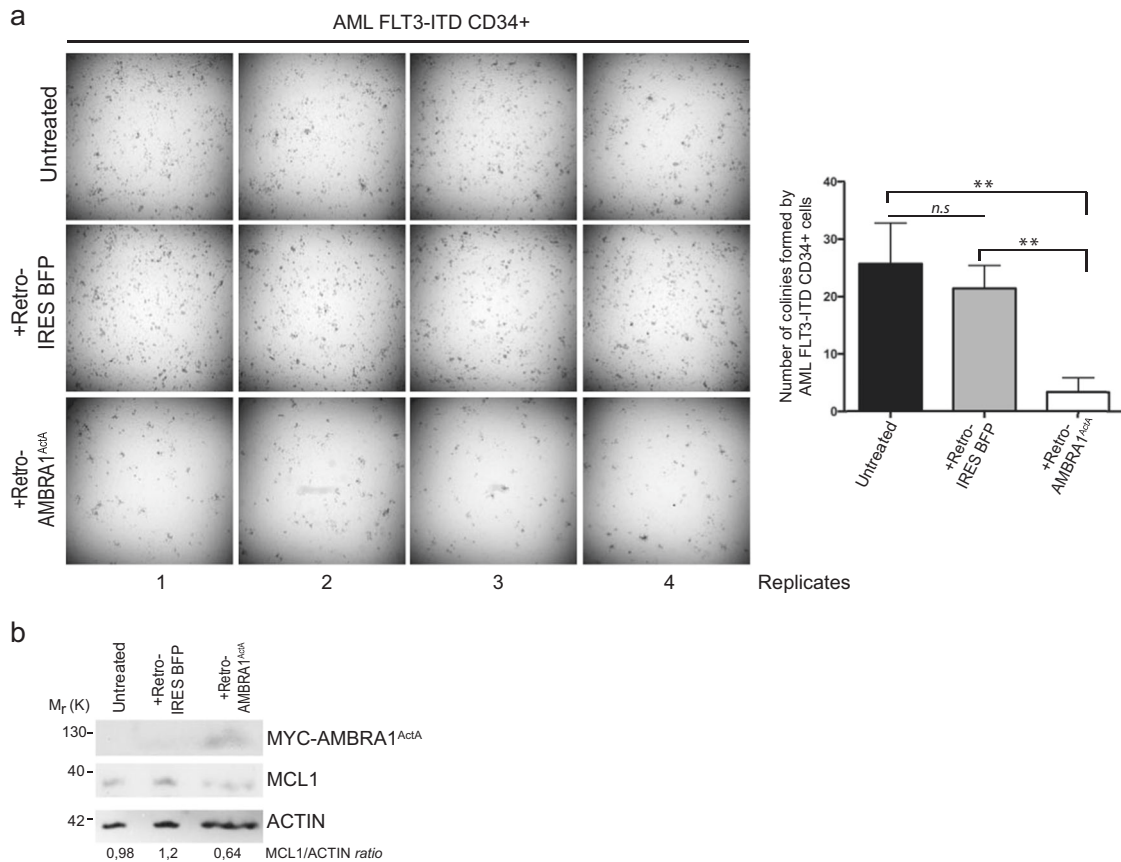 a
AML FLT3-ITD CD34+
Untreated
+Retro-
IRES BFP
+Retro-
AMBRA1ActA
1 2 3 4 Replicates
Number of colinies formed by
AML FLT3-ITD CD34+ cells
40
30
20
10
0
**
n.s
**
Untreated
+Retro-
IRES BFP
+Retro-
AMBRA1ActA
b
Untreated
+Retro-
IRES BFP
+Retro-
AMBRA1ActA
Mr (K)
130 MYC-AMBRA1ActA
40 MCL1
42 ACTIN
0,98 1,2 0,64 MCL1/ACTIN ratio